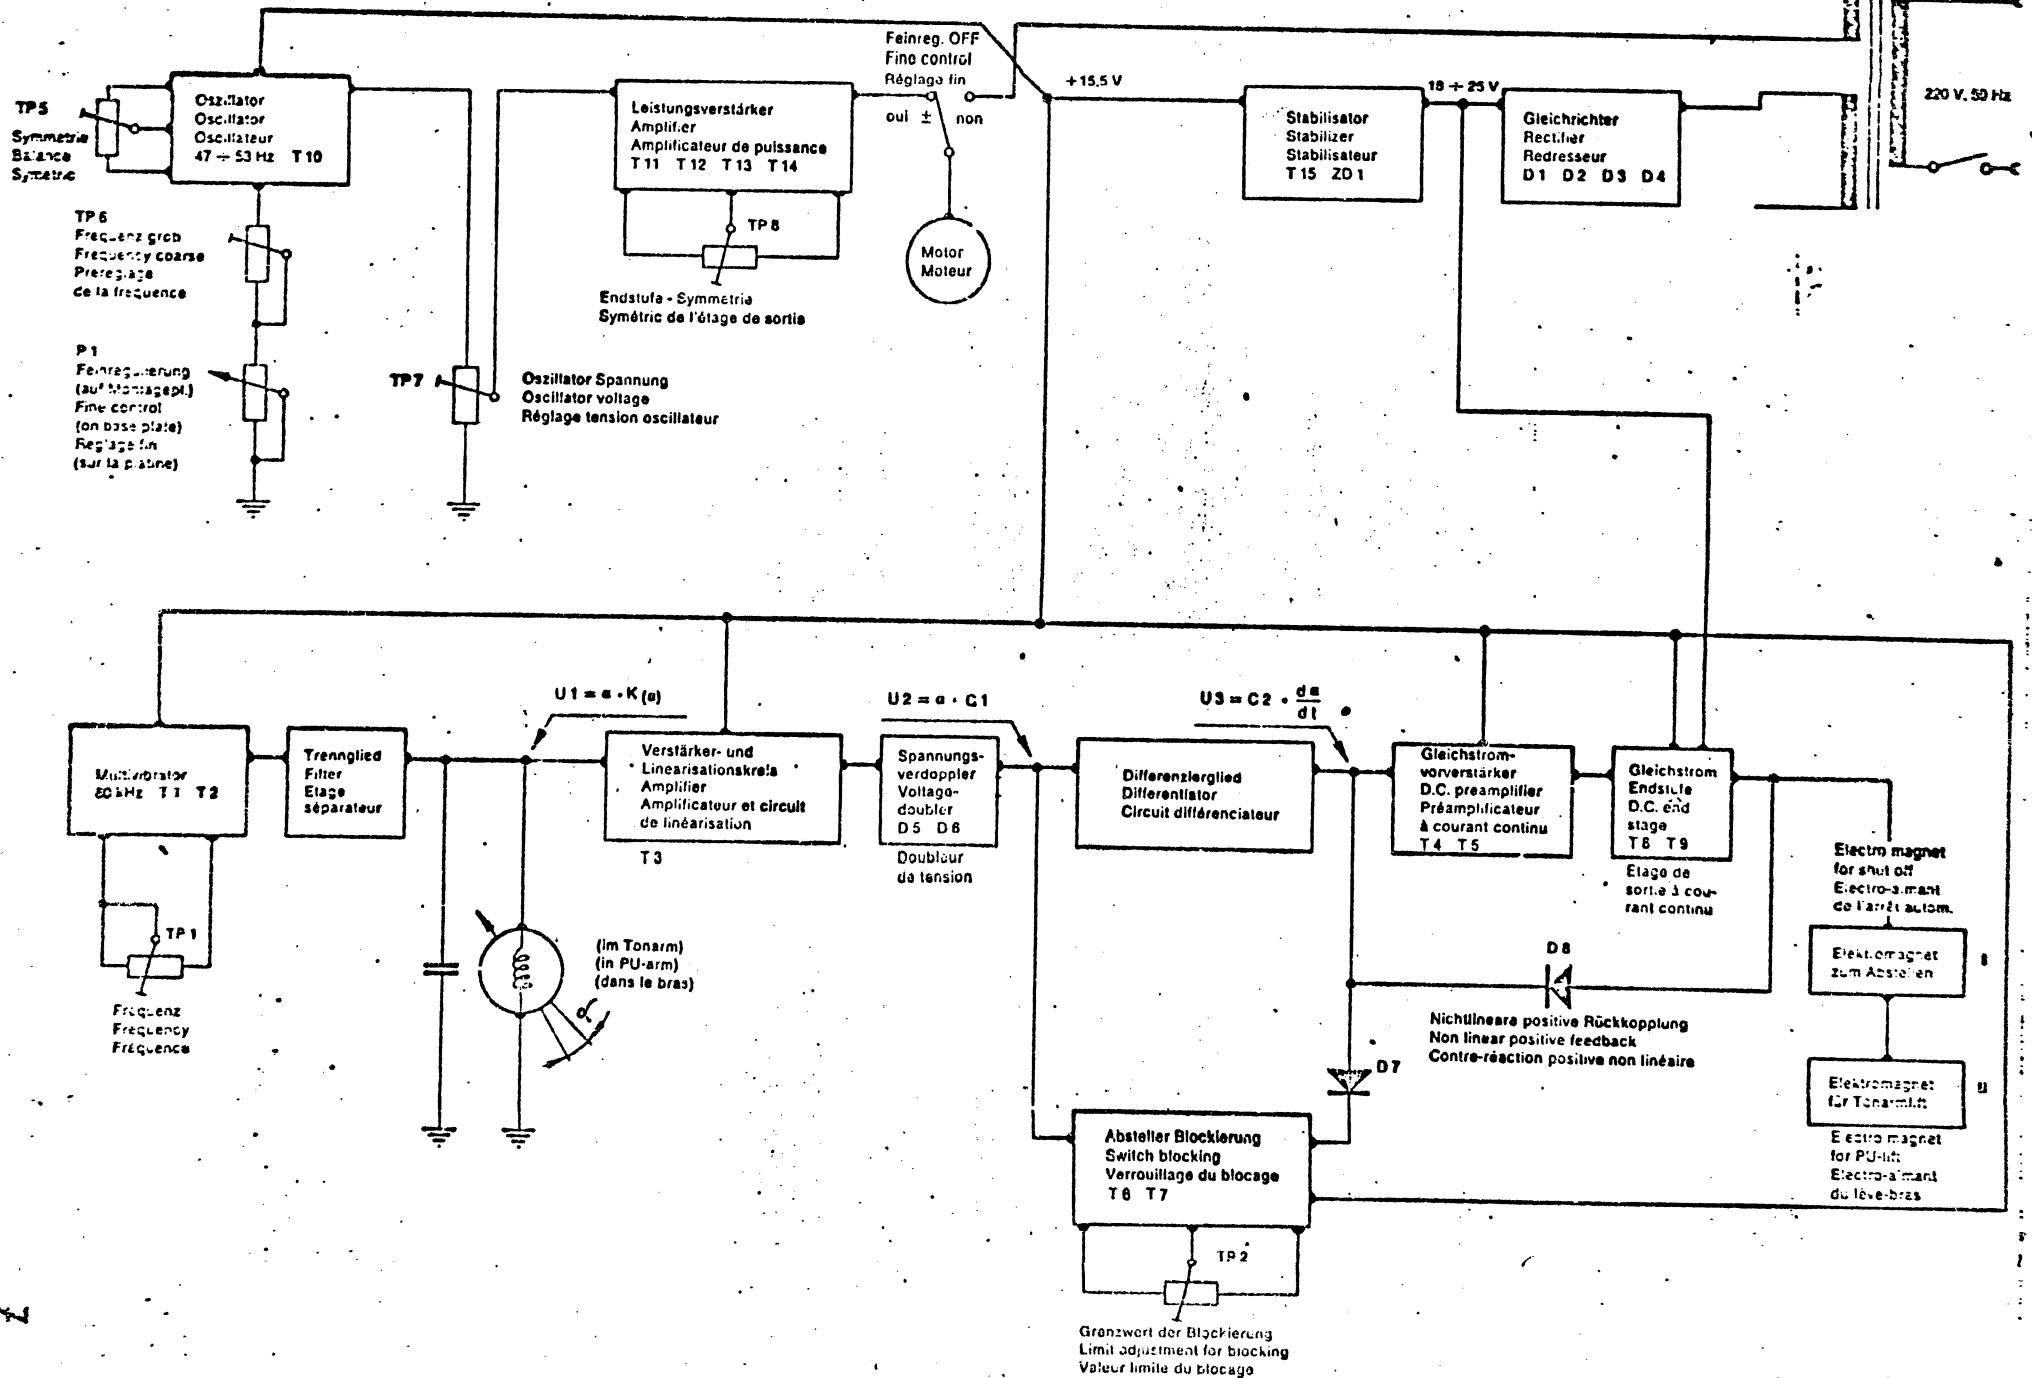 Feinreg. OFF
Fine control
Réglage fin
oui ± non
+15,5 V
18 ÷ 25 V
220 V, 50 Hz
TP5
Symmetrie
Balance
Symétrie
Oszillator
Oscillator
Oscillateur
47 ÷ 53 Hz T10
Leistungsverstärker
Amplifier
Amplificateur de puissance
T11 T12 T13 T14
Stabilisator
Stabilizer
Stabilisateur
T15 ZD1
Gleichrichter
Rectifier
Redresseur
D1 D2 D3 D4
TP6
Frequenz grob
Frequency coarse
Préréglage
de la fréquence
TP8
Endstufe - Symmetrie
Symétrie de l'étage de sortie
Motor
Moteur
P1
Feinregulierung
(auf Montagepl.)
Fine control
(on base plate)
Réglage fin
(sur la platine)
TP7
Oszillator Spannung
Oscillator voltage
Réglage tension oscillateur
U1 = α · K(α)
U2 = α · C1
U3 = C2 · dα
dt
Multivibrator
80 kHz T1 T2
Trennglied
Filter
Etage
séparateur
Verstärker- und
Linearisationskreis
Amplifier
Amplificateur et circuit
de linéarisation
T3
Spannungs-
verdoppler
Voltage-
doubler
D5 D6
Doubleur
de tension
Differenzierglied
Differentiator
Circuit différenciateur
Gleichstrom-
vorverstärker
D.C. preamplifier
Préamplificateur
à courant continu
T4 T5
Gleichstrom
Endstufe
D.C. end
stage
T8 T9
Etage de
sortie à cou-
rant continu
Electro magnet
for shut off
Electro-aimant
de l'arrêt autom.
Elektromagnet
zum Abstellen
I
Elektromagnet
für Tonarmlift
II
Electro magnet
for PU-lift
Electro-aimant
du lève-bras
TP1
Frequenz
Frequency
Fréquence
(im Tonarm)
(in PU-arm)
(dans le bras)
α
D8
Nichtlineare positive Rückkopplung
Non linear positive feedback
Contre-réaction positive non linéaire
D7
Absteller Blockierung
Switch blocking
Verrouillage du blocage
T6 T7
TP2
Grenzwert der Blockierung
Limit adjustment for blocking
Valeur limite du blocage